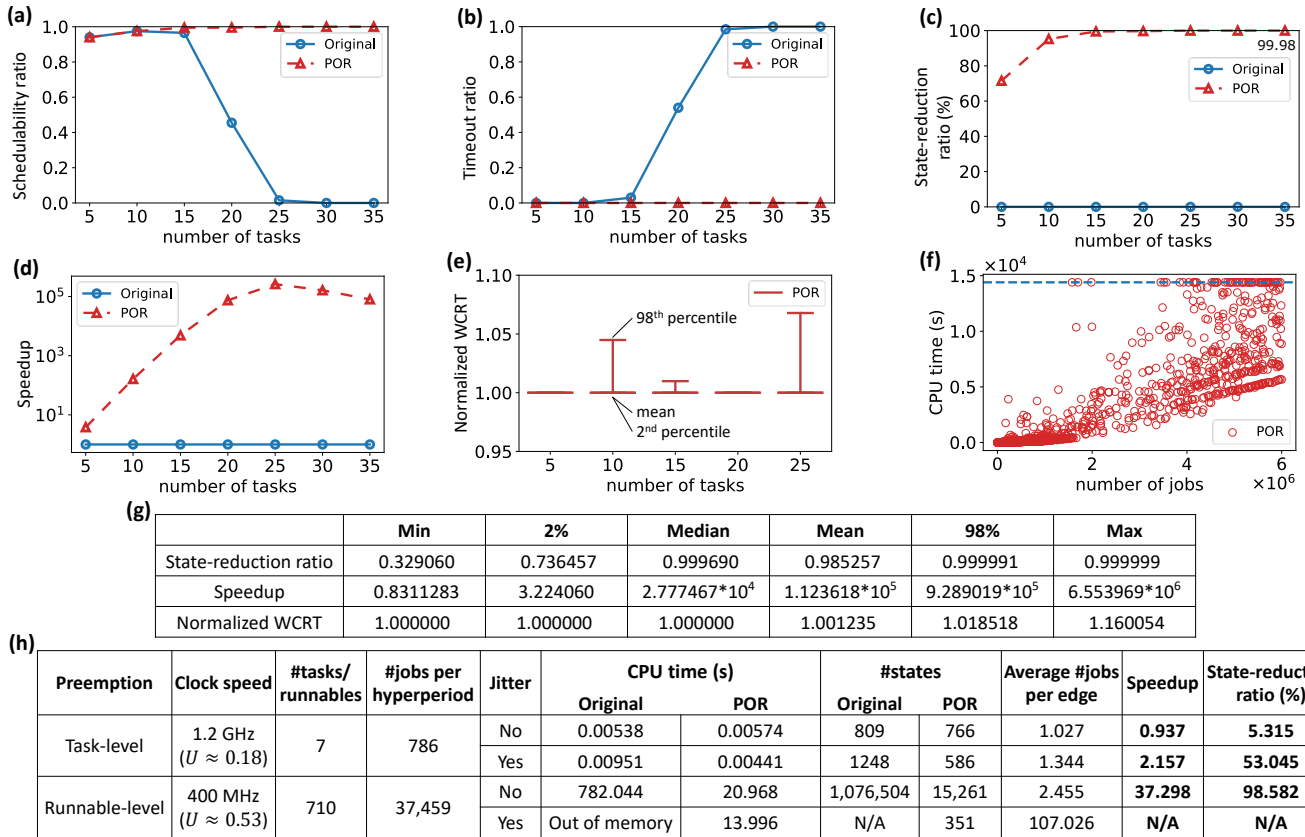 (a)
Schedulability ratio
1.0
0.8
0.6
0.4
0.2
0.0
Original
POR
5 10 15 20 25 30 35
number of tasks
(b)
Timeout ratio
1.0
0.8
0.6
0.4
0.2
0.0
Original
POR
5 10 15 20 25 30 35
number of tasks
(c)
State-reduction
ratio (%)
100
80
60
40
20
0
99.98
Original
POR
5 10 15 20 25 30 35
number of tasks
(d)
Speedup
10^5
10^3
10^1
Original
POR
5 10 15 20 25 30 35
number of tasks
(e)
Normalized WCRT
1.10
1.05
1.00
0.95
POR
98th percentile
mean
2nd percentile
5 10 15 20 25
number of tasks
(f)
×10^4
CPU time (s)
1.5
1.0
0.5
0.0
POR
0 2 4 6
number of jobs
×10^6
(g)
Min 2% Median Mean 98% Max
State-reduction ratio 0.329060 0.736457 0.999690 0.985257 0.999991 0.999999
Speedup 0.8311283 3.224060 2.777467*10^4 1.123618*10^5 9.289019*10^5 6.553969*10^6
Normalized WCRT 1.000000 1.000000 1.000000 1.001235 1.018518 1.160054
(h)
Preemption Clock speed #tasks/ runnables #jobs per hyperperiod Jitter CPU time (s) #states Average #jobs per edge Speedup State-reduct ratio (%)
Original POR Original POR
Task-level 1.2 GHz (U ≈ 0.18) 7 786 No 0.00538 0.00574 809 766 1.027 0.937 5.315
Yes 0.00951 0.00441 1248 586 1.344 2.157 53.045
Runnable-level 400 MHz (U ≈ 0.53) 710 37,459 No 782.044 20.968 1,076,504 15,261 2.455 37.298 98.582
Yes Out of memory 13.996 N/A 351 107.026 N/A N/A